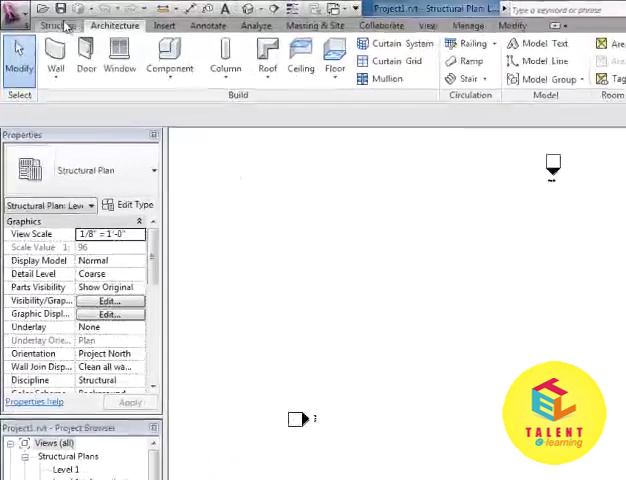 Project1.rvt - Structural Plan L
Type a keyword or phrase
Architecture Insert Annotate Analyze Massing & Site Collaborate View Manage Modify
Modify Wall Door Window Component Column Roof Ceiling Floor
Curtain System
Curtain Grid
Mullion
Railing
Ramp
Stair
Model Text
Model Line
Model Group
Are
Tag
Select Build Circulation Model Room
Properties
Structural Plan
Structural Plan: Leve
Edit Type
Graphics
View Scale 1/8" = 1'-0"
Scale Value 1: 96
Display Model Normal
Detail Level Coarse
Parts Visibility Show Original
Visibility/Grap... Edit...
Graphic Displ... Edit...
Underlay None
Underlay Orie... Plan
Orientation Project North
Wall Join Disp... Clean all wa...
Discipline Structural
Properties help Apply
Project1.rvt - Project Browser
Views (all)
Structural Plans
Level 1
TEL
TALENT
e-learning